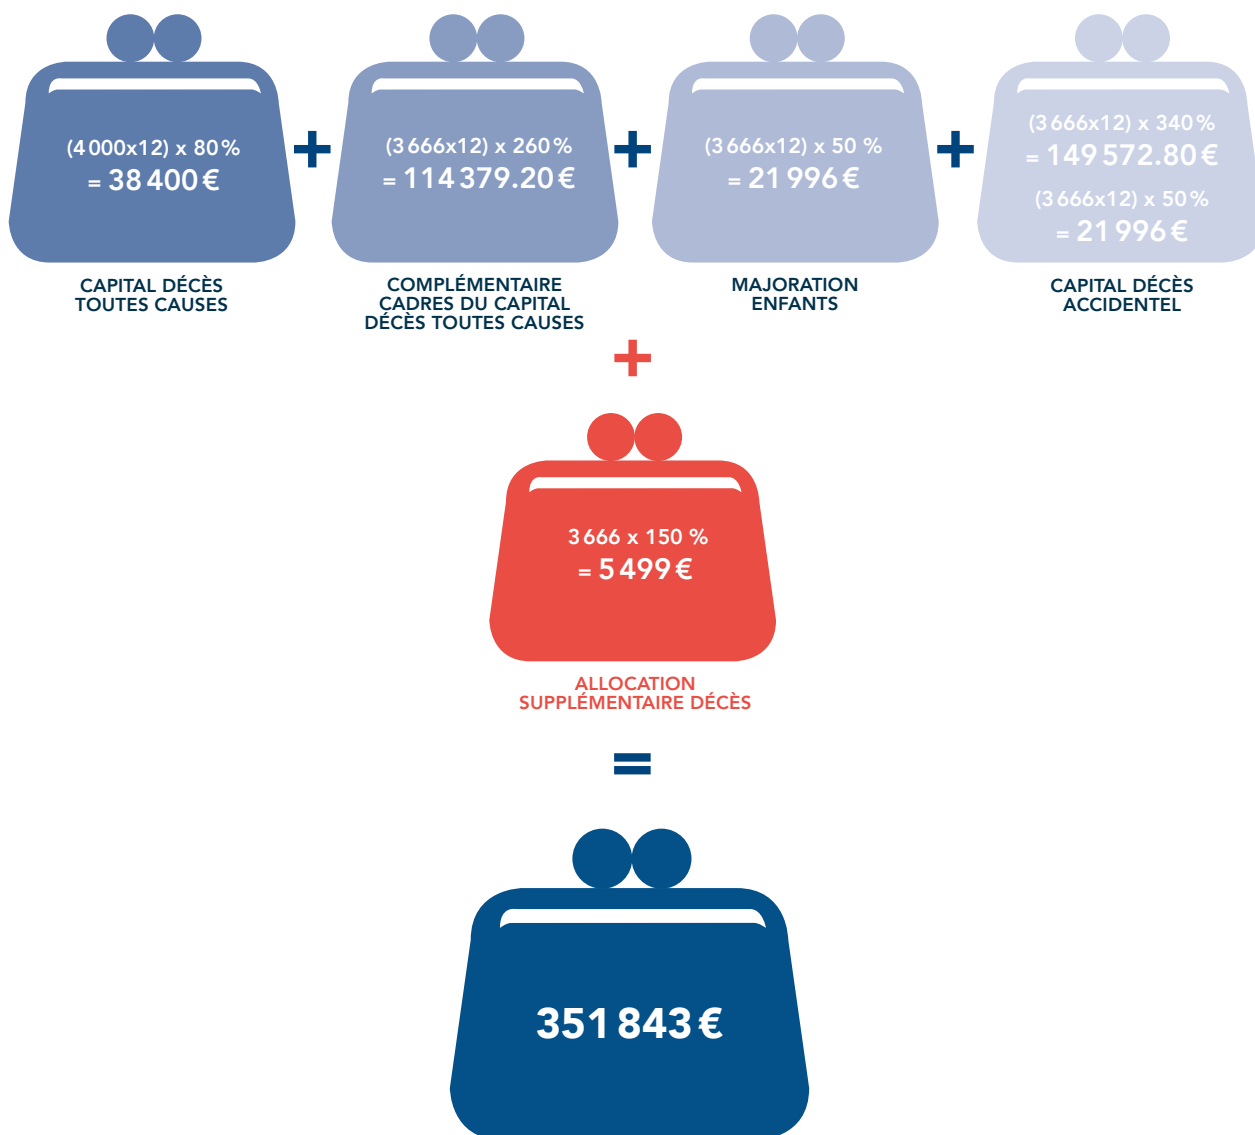 (4 000x12) x 80 %
= 38 400 €
+
(3 666x12) x 260 %
= 114 379.20 €
+
(3 666x12) x 50 %
= 21 996 €
+
(3 666x12) x 340 %
= 149 572.80 €
(3 666x12) x 50 %
= 21 996 €
CAPITAL DÉCÈS
TOUTES CAUSES
COMPLÉMENTAIRE
CADRES DU CAPITAL
DÉCÈS TOUTES CAUSES
MAJORATION
ENFANTS
CAPITAL DÉCÈS
ACCIDENTEL
+
3 666 x 150 %
= 5 499 €
ALLOCATION
SUPPLÉMENTAIRE DÉCÈS
=
351 843 €